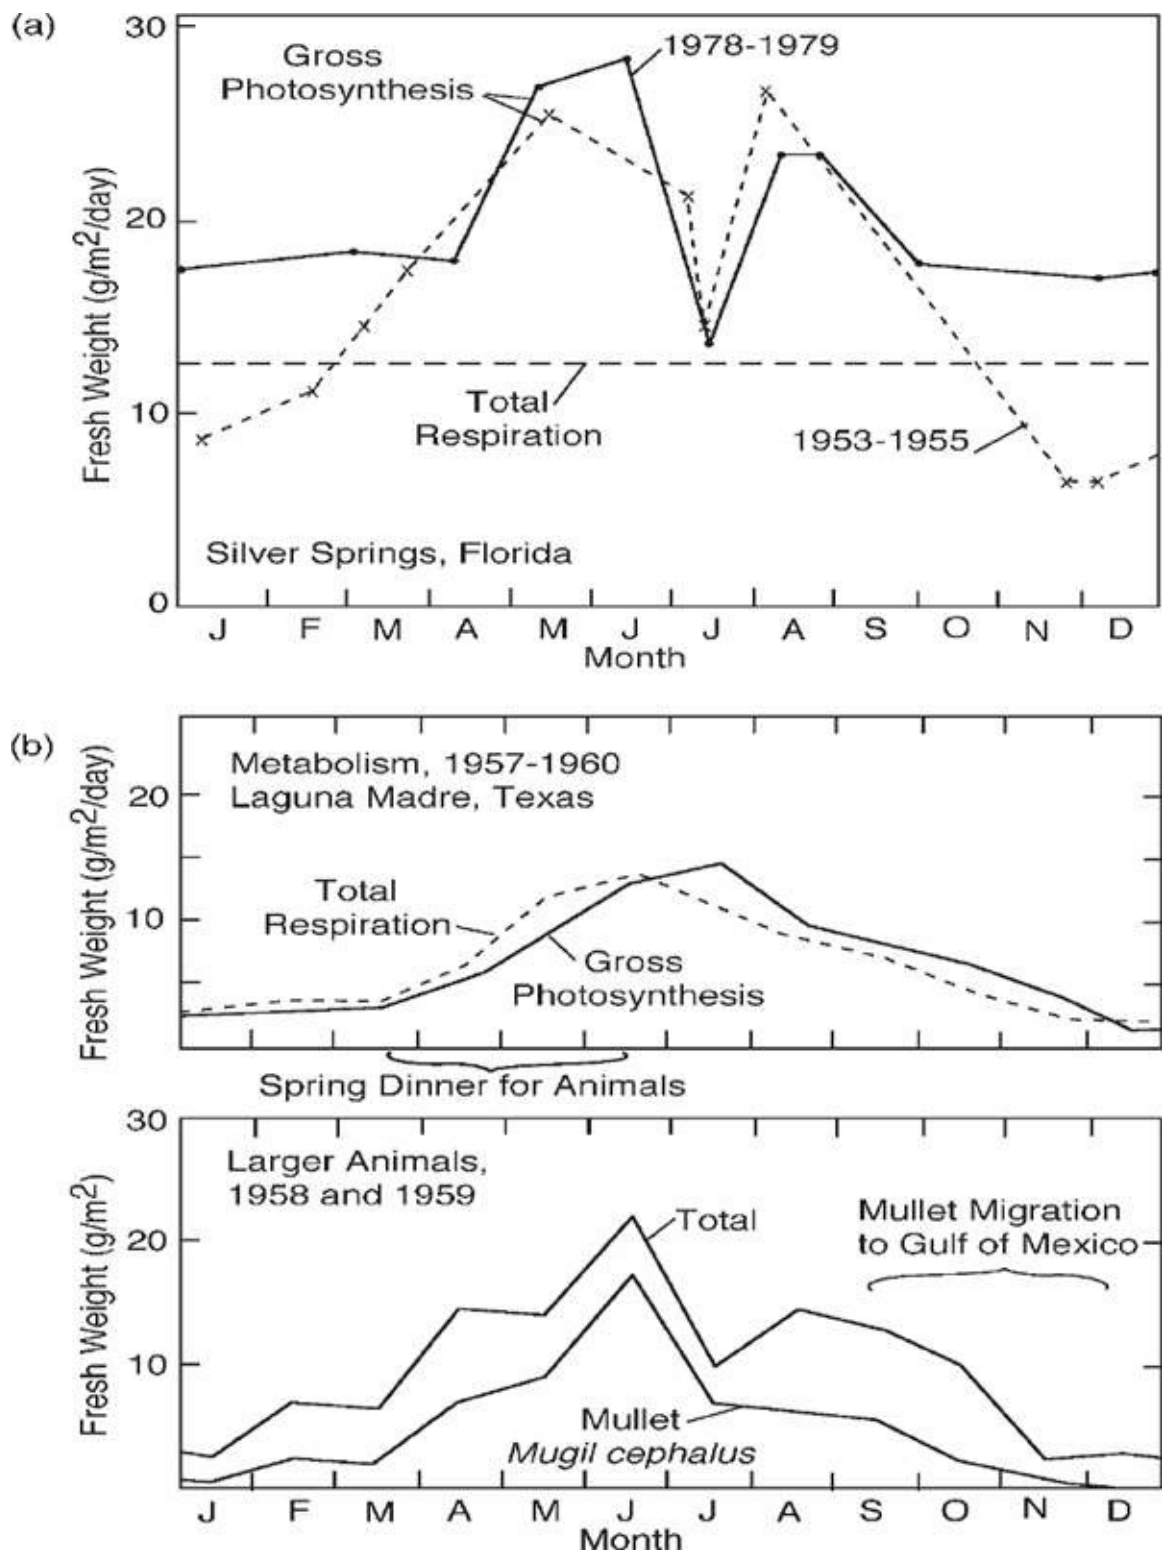 (a)
30
20
10
0
Fresh Weight (g/m²/day)
Gross
Photosynthesis
1978-1979
Total
Respiration
1953-1955
Silver Springs, Florida
J F M A M J J A S O N D
Month
(b)
Fresh Weight (g/m²/day)
20
10
Metabolism, 1957-1960
Laguna Madre, Texas
Total
Respiration
Gross
Photosynthesis
Spring Dinner for Animals
30
20
10
Fresh Weight (g/m²)
Larger Animals,
1958 and 1959
Total
Mullet Migration
to Gulf of Mexico
Mullet
Mugil cephalus
J F M A M J J A S O N D
Month